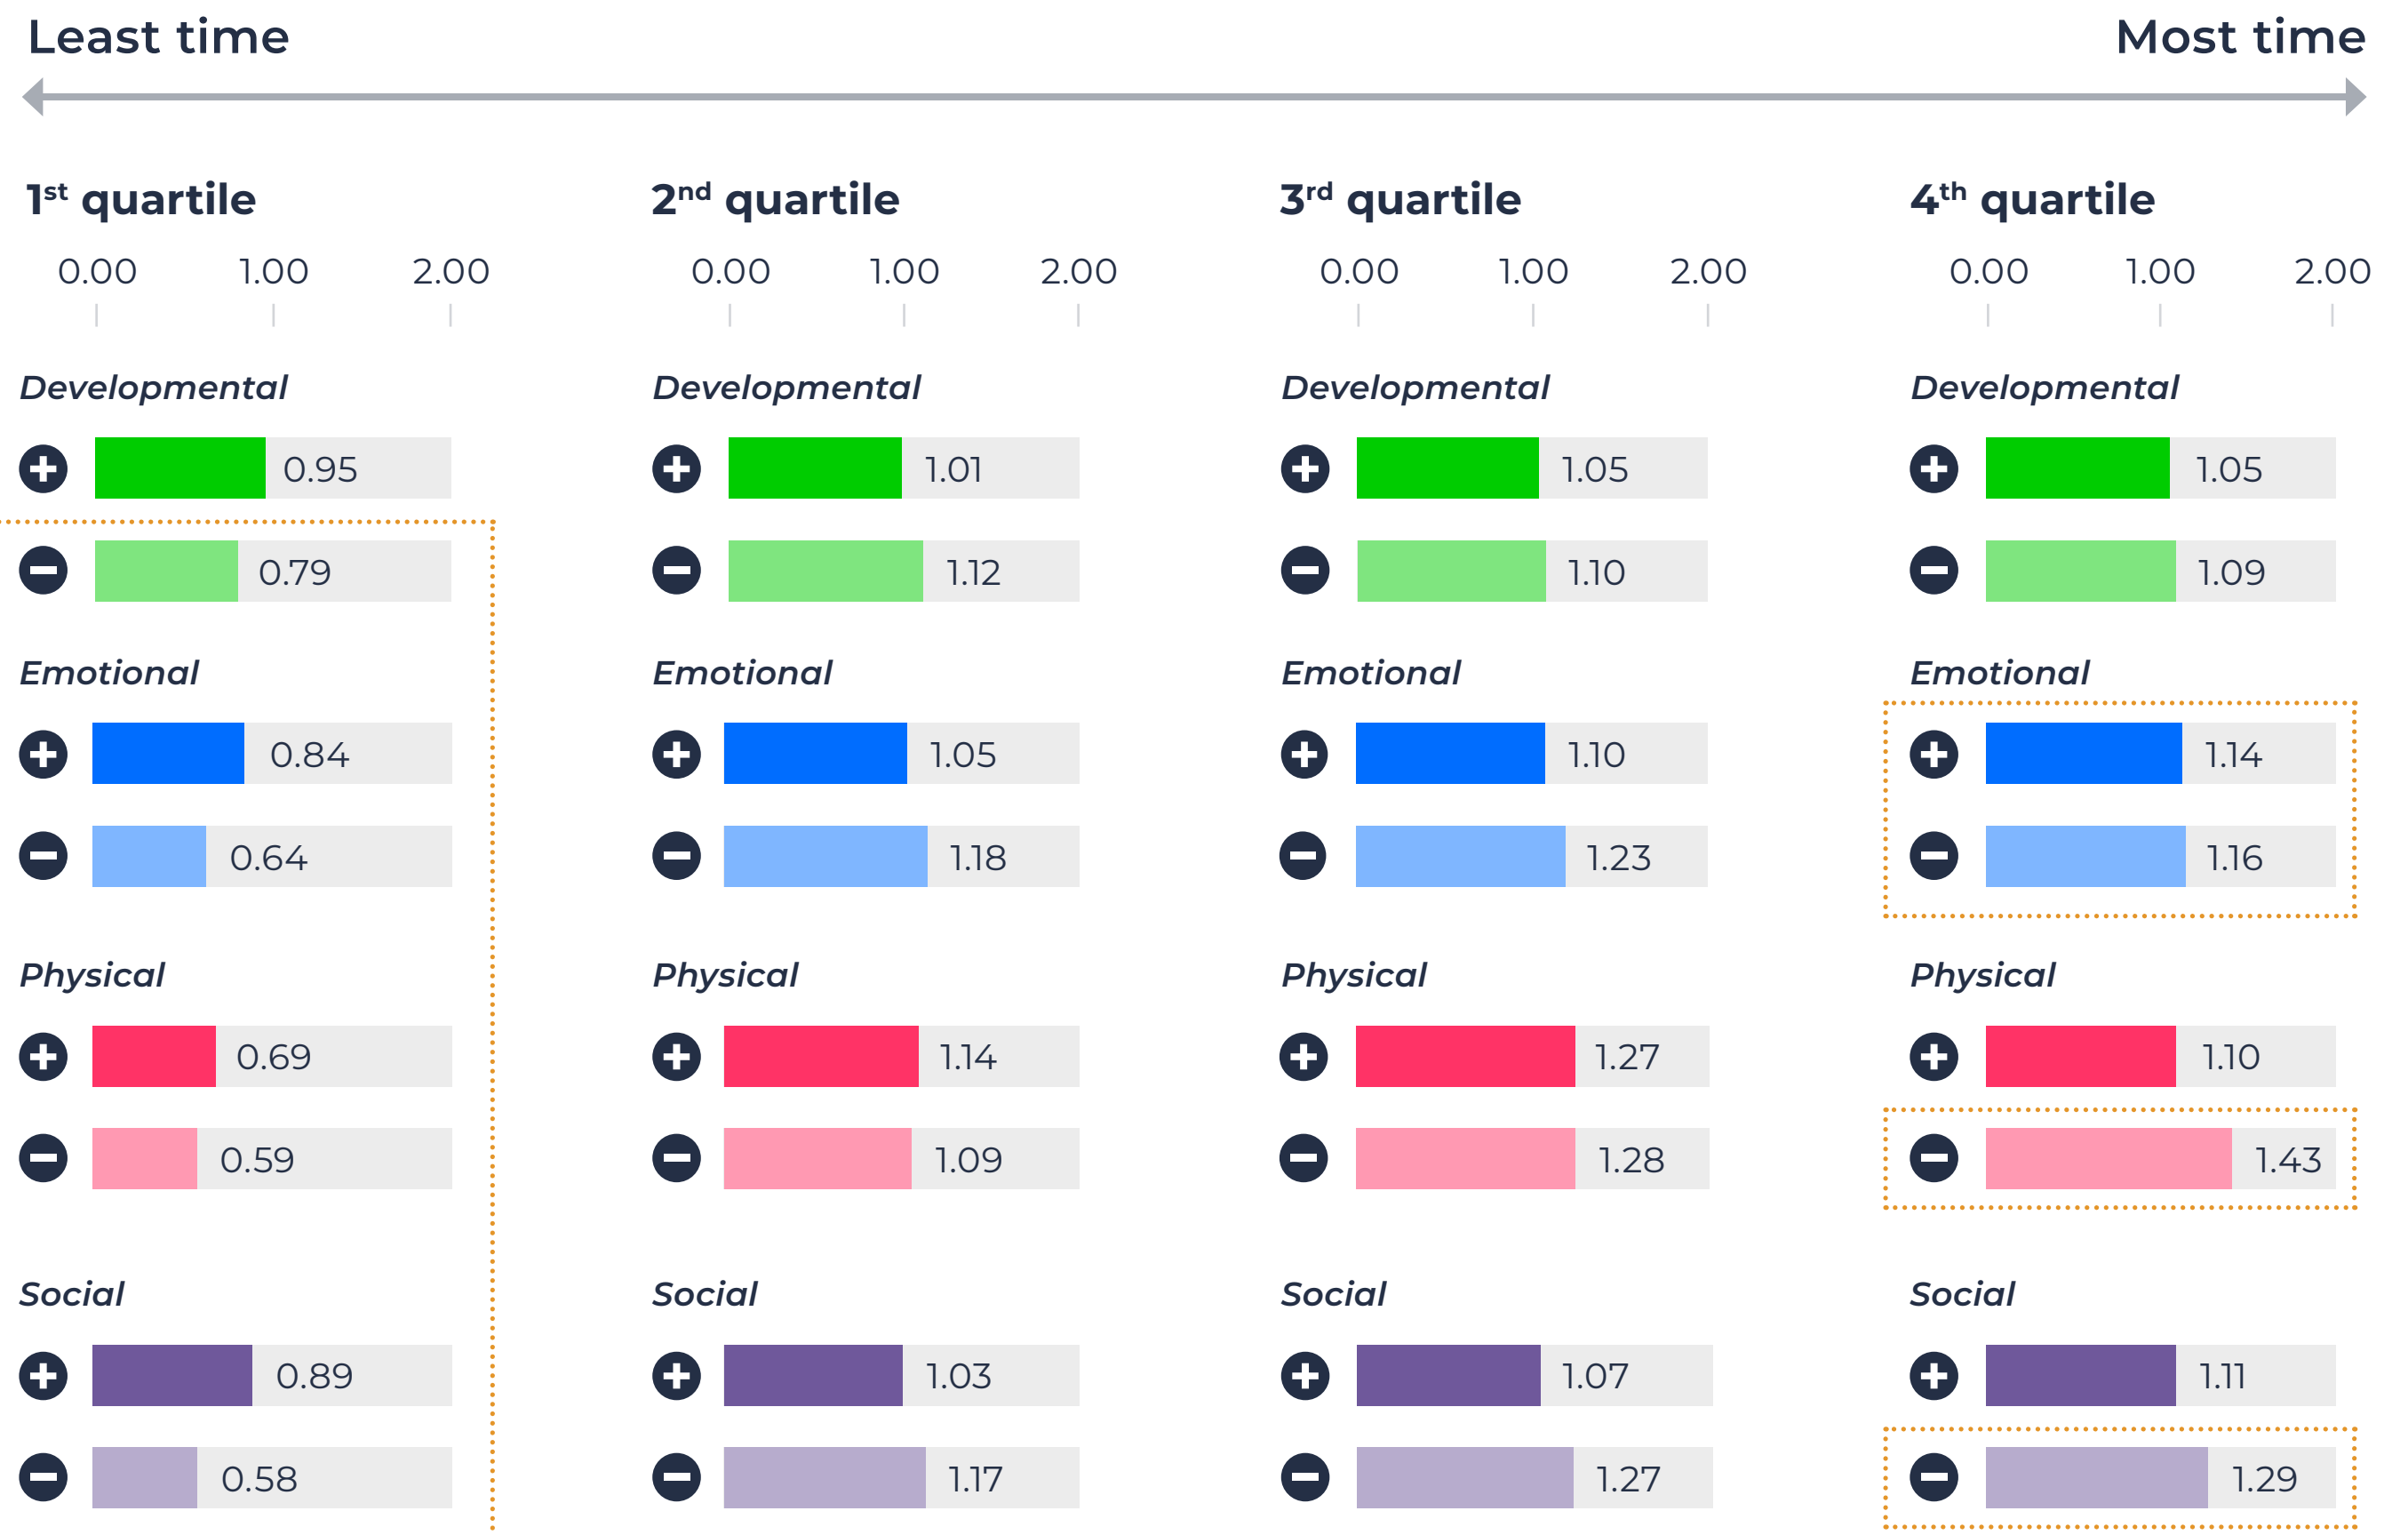 Least time Most time
1st quartile 2nd quartile 3rd quartile 4th quartile
0.00 1.00 2.00 0.00 1.00 2.00 0.00 1.00 2.00 0.00 1.00 2.00
Developmental Developmental Developmental Developmental
+ 0.95 + 1.01 + 1.05 + 1.05
− 0.79 − 1.12 − 1.10 − 1.09
Emotional Emotional Emotional Emotional
+ 0.84 + 1.05 + 1.10 + 1.14
− 0.64 − 1.18 − 1.23 − 1.16
Physical Physical Physical Physical
+ 0.69 + 1.14 + 1.27 + 1.10
− 0.59 − 1.09 − 1.28 − 1.43
Social Social Social Social
+ 0.89 + 1.03 + 1.07 + 1.11
− 0.58 − 1.17 − 1.27 − 1.29